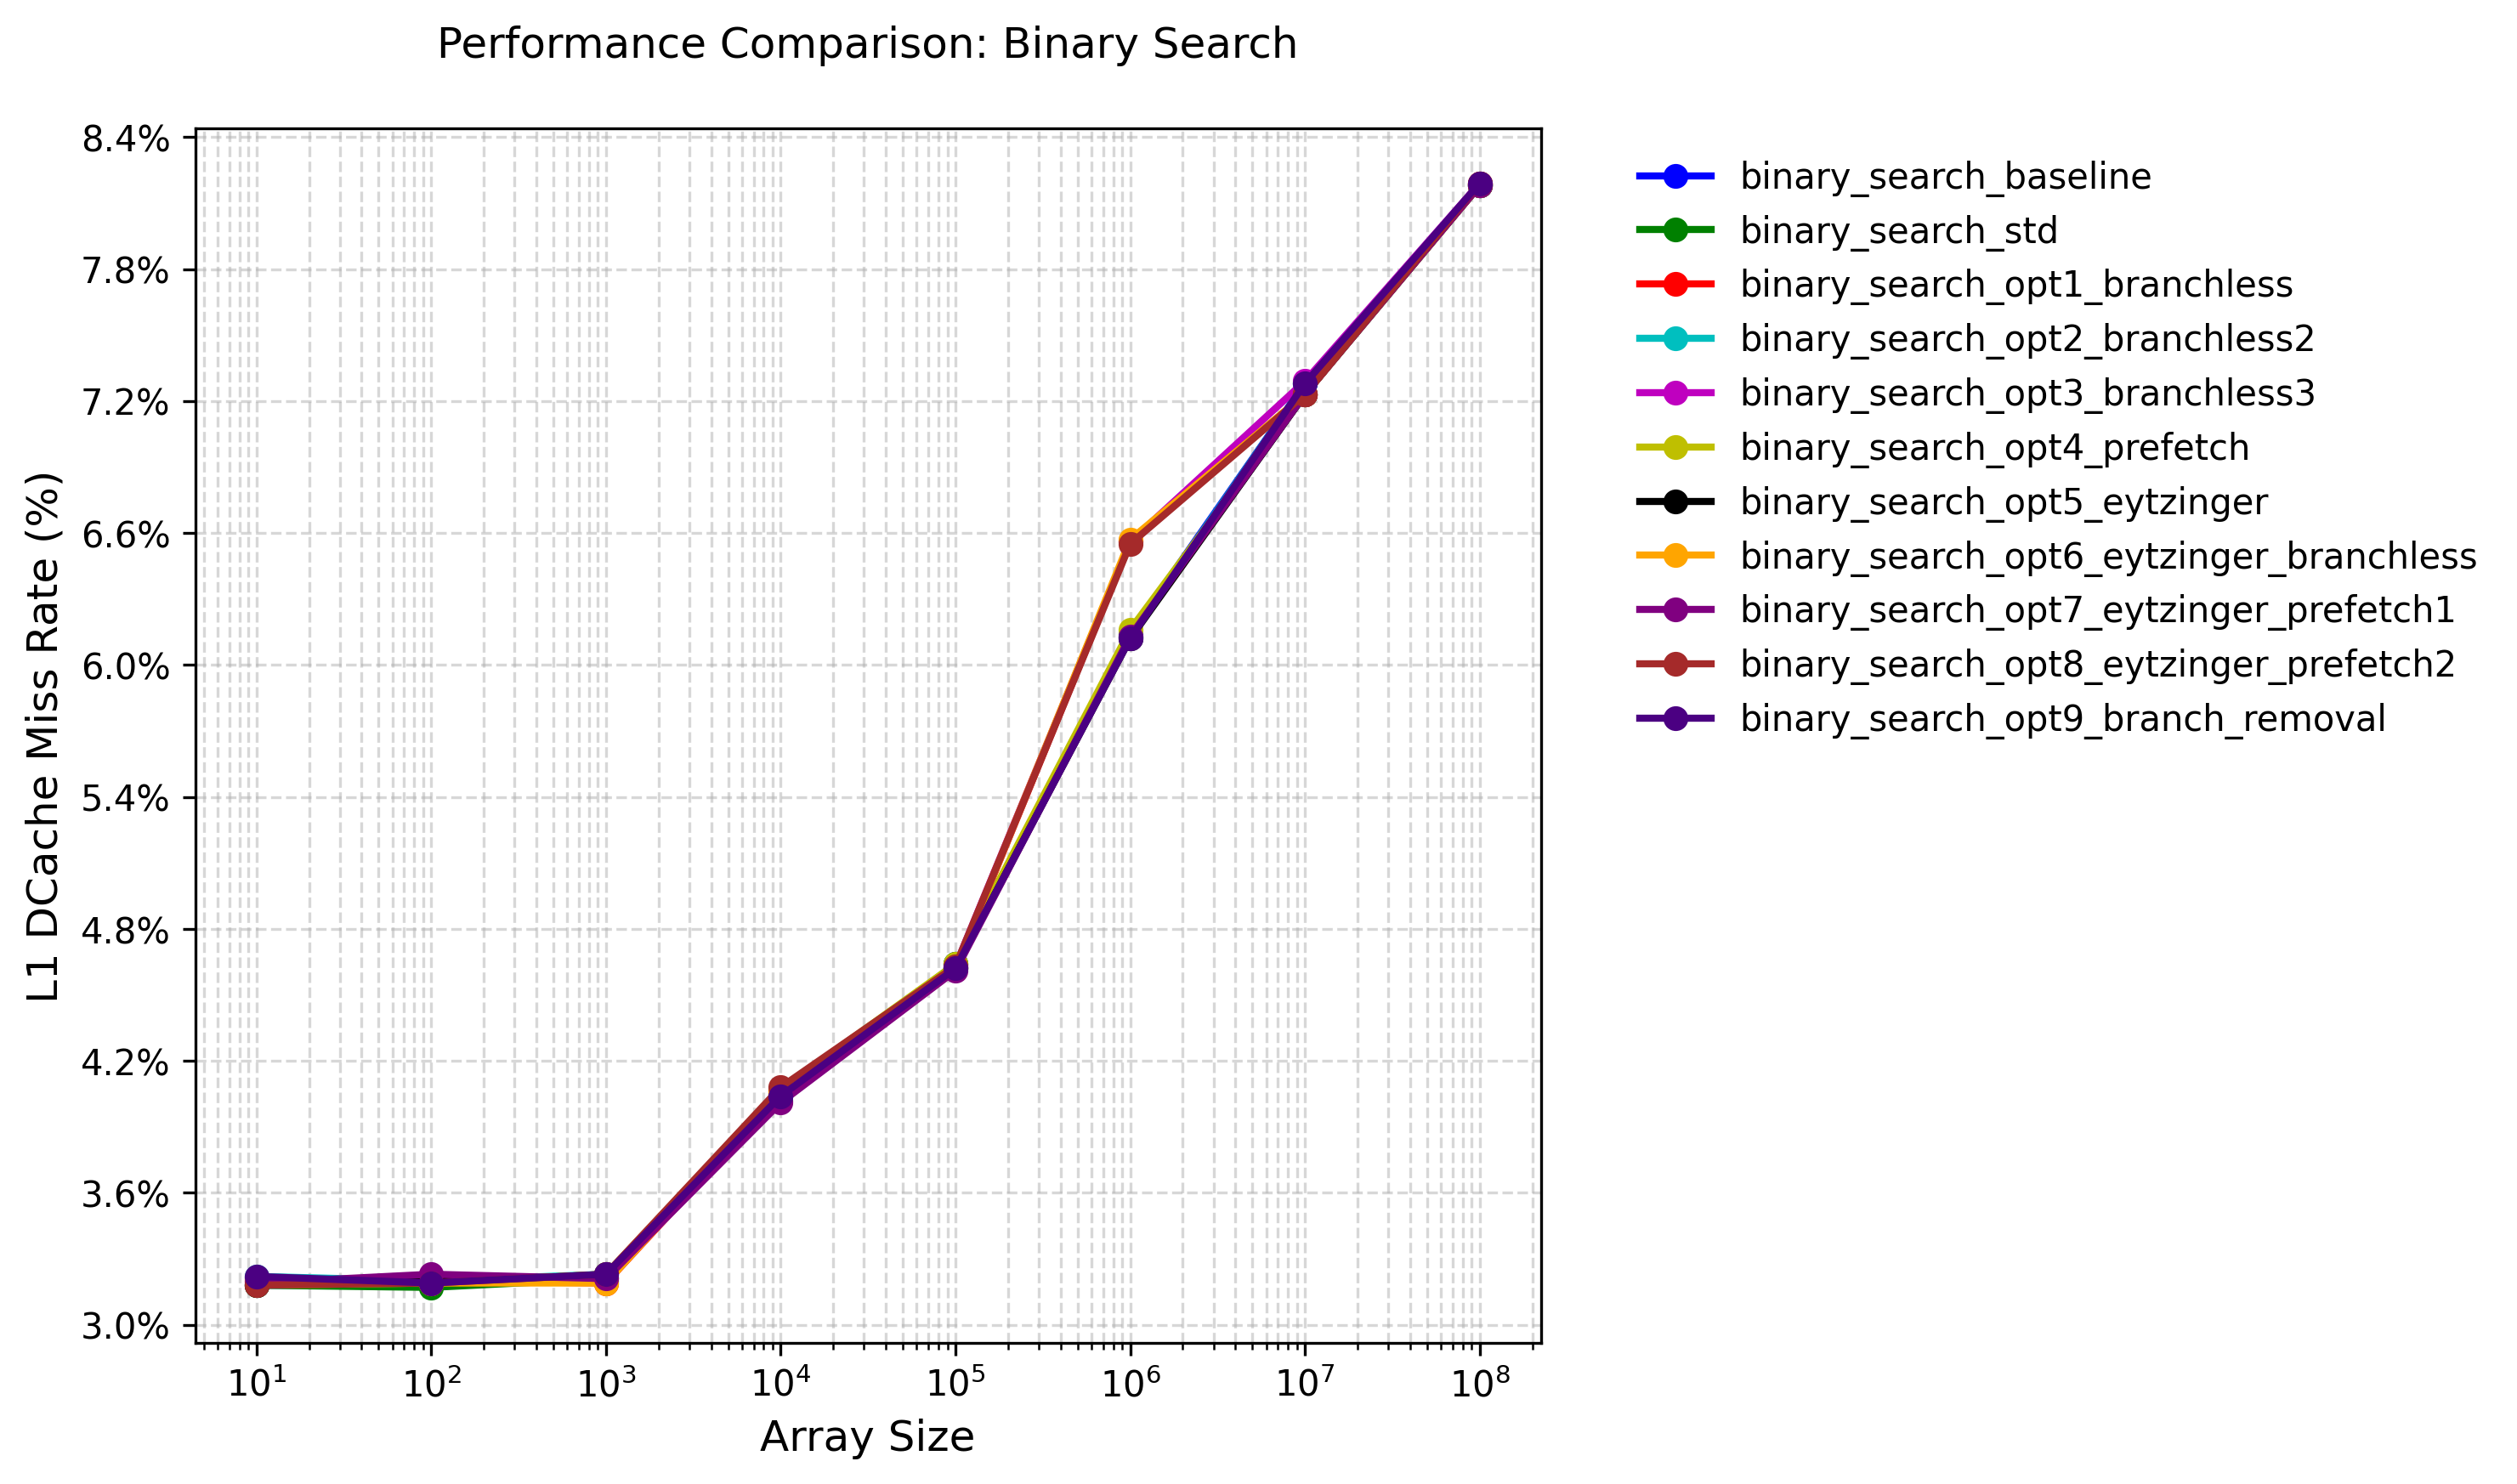 Performance Comparison: Binary Search
8.4%
7.8%
7.2%
6.6%
6.0%
5.4%
4.8%
4.2%
3.6%
3.0%
L1 DCache Miss Rate (%)
10¹ 10² 10³ 10⁴ 10⁵ 10⁶ 10⁷ 10⁸
Array Size
binary_search_baseline
binary_search_std
binary_search_opt1_branchless
binary_search_opt2_branchless2
binary_search_opt3_branchless3
binary_search_opt4_prefetch
binary_search_opt5_eytzinger
binary_search_opt6_eytzinger_branchless
binary_search_opt7_eytzinger_prefetch1
binary_search_opt8_eytzinger_prefetch2
binary_search_opt9_branch_removal